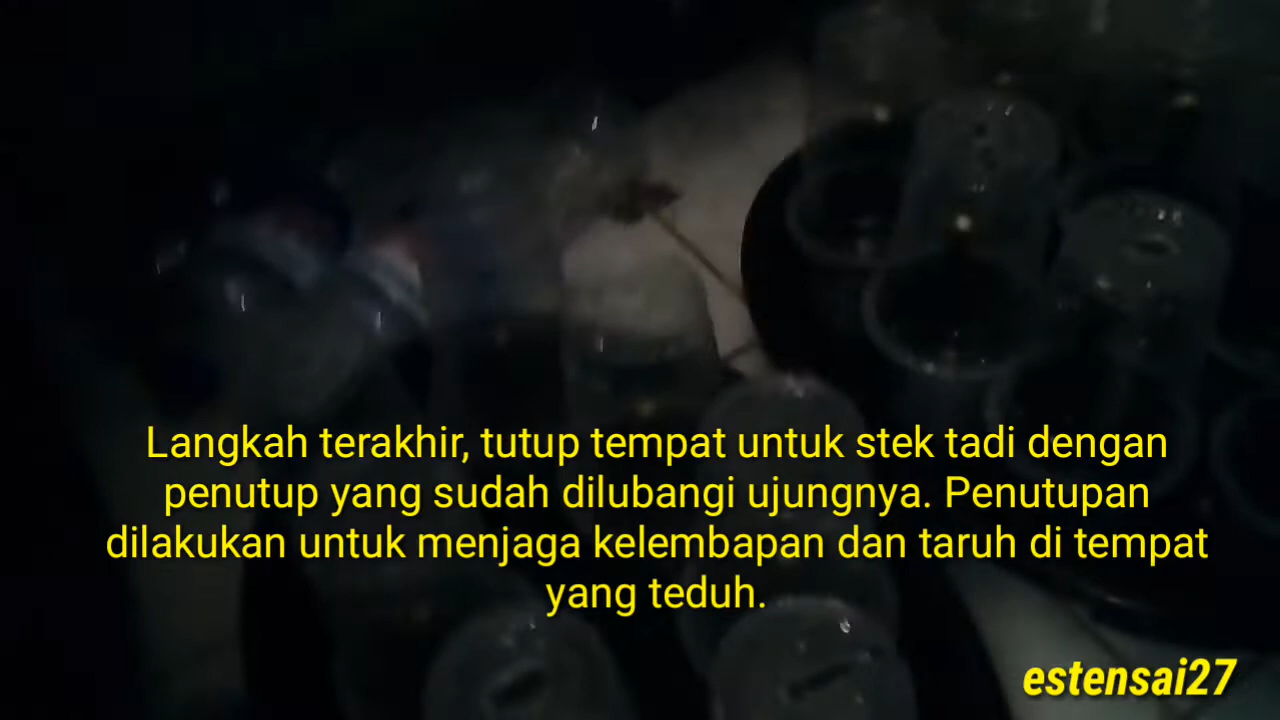 Langkah terakhir, tutup tempat untuk stek tadi dengan
penutup yang sudah dilubangi ujungnya. Penutupan
dilakukan untuk menjaga kelembapan dan taruh di tempat
yang teduh.
estensai27